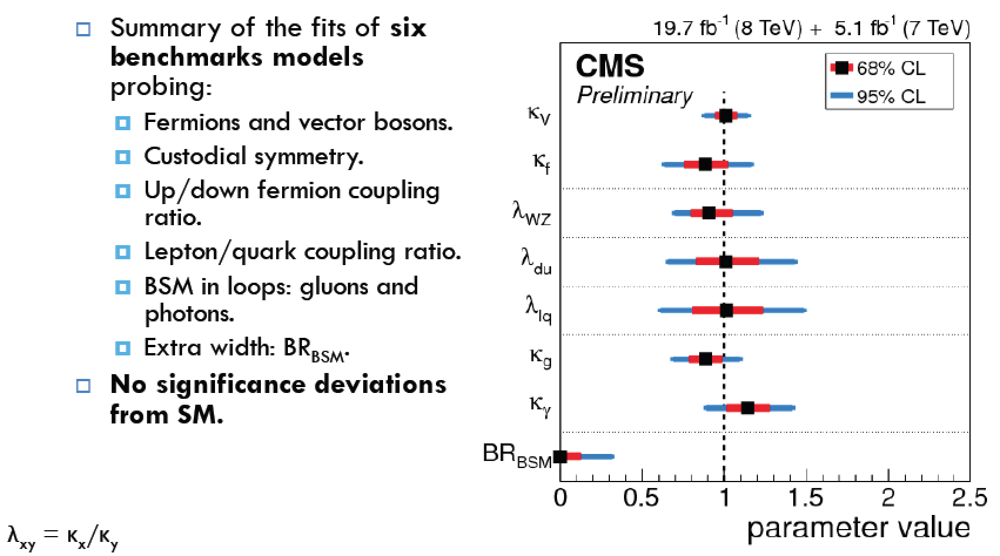 Summary of the fits of six
benchmarks models
probing:
Fermions and vector bosons.
Custodial symmetry.
Up/down fermion coupling
ratio.
Lepton/quark coupling ratio.
BSM in loops: gluons and
photons.
Extra width: BR_BSM.
No significance deviations
from SM.
λ_xy = κ_x/κ_y
19.7 fb⁻¹ (8 TeV) + 5.1 fb⁻¹ (7 TeV)
CMS
Preliminary
68% CL
95% CL
κ_V
κ_f
λ_WZ
λ_du
λ_lq
κ_g
κ_γ
BR_BSM
0 0.5 1 1.5 2 2.5
parameter value